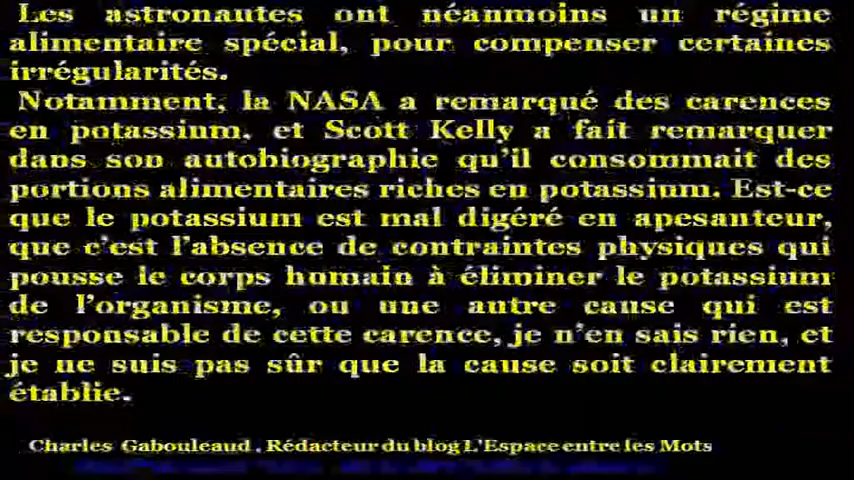 Les astronautes ont néanmoins un régime
alimentaire spécial, pour compenser certaines
irrégularités.
Notamment, la NASA a remarqué des carences
en potassium, et Scott Kelly a fait remarquer
dans son autobiographie qu'il consommait des
portions alimentaires riches en potassium. Est-ce
que le potassium est mal digéré en apesanteur,
que c'est l'absence de contraintes physiques qui
pousse le corps humain à éliminer le potassium
de l'organisme, ou une autre cause qui est
responsable de cette carence, je n'en sais rien, et
je ne suis pas sûr que la cause soit clairement
établie.
Charles Gabouleaud . Rédacteur du blog L'Espace entre les Mots